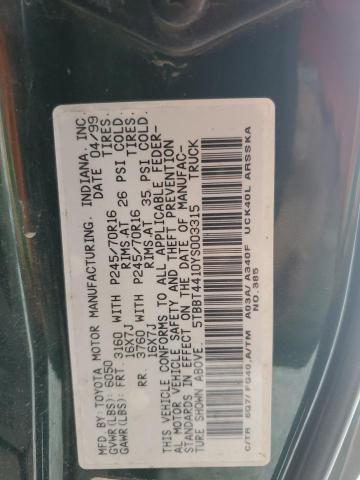 MFD.BY:TOYOTA MOTOR MANUFACTURING, INDIANA, INC.
GVWR(LBS): 6050 DATE 04/99
GAWR(LBS): FRT. 3160 WITH P245/70R16 TIRES.
16X7J RIMS AT 26 PSI COLD.
RR. 3760 WITH P245/70R16 TIRES.
16X7J RIMS AT 35 PSI COLD.
THIS VEHICLE CONFORMS TO ALL APPLICABLE FEDER-
AL MOTOR VEHICLE SAFETY AND THEFT PREVENTION
STANDARDS IN EFFECT ON THE DATE OF MANUFAC-
TURE SHOWN ABOVE.
5TBBT4410YS003315 TRUCK
C/TR 6Q7/FG40 A/TM A03A/A340F UCK40L ARSSKA
NO.385